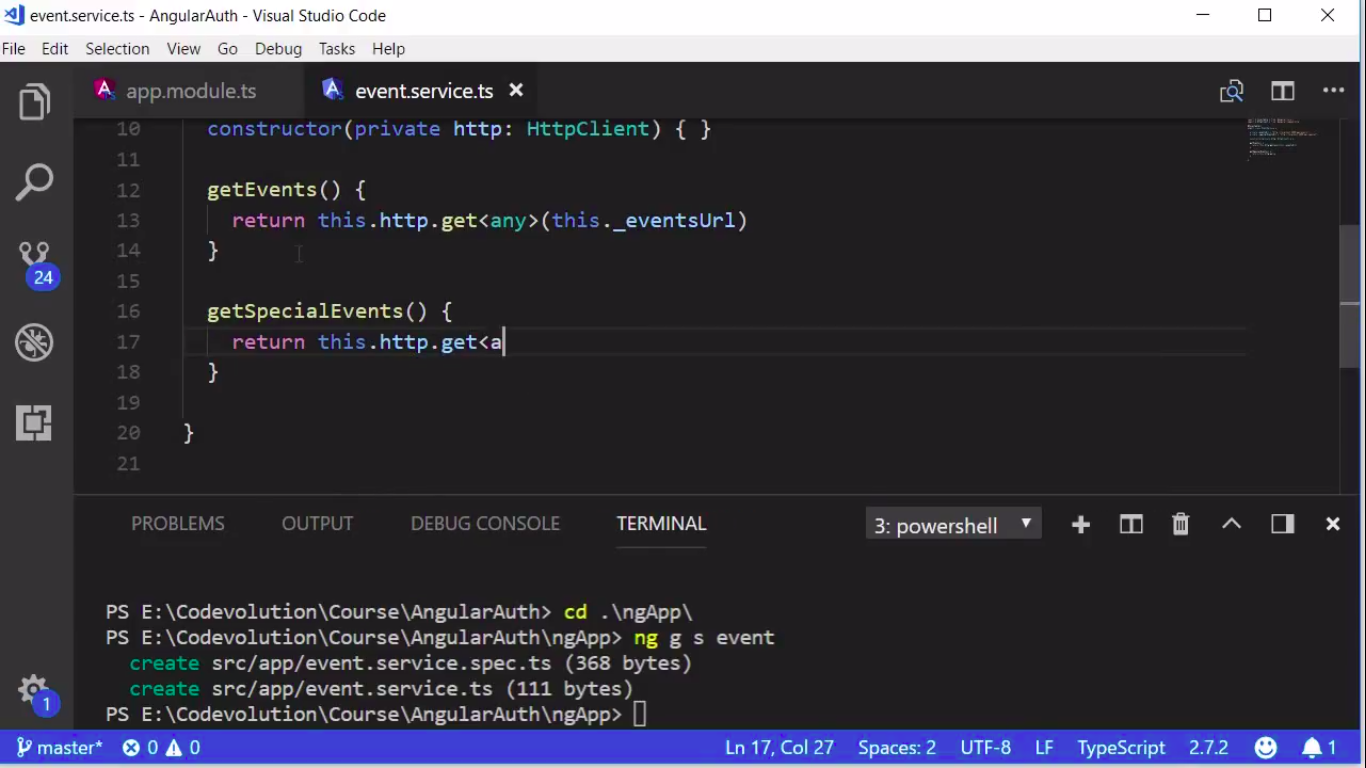 event.service.ts - AngularAuth - Visual Studio Code
File Edit Selection View Go Debug Tasks Help
app.module.ts event.service.ts
10 constructor(private http: HttpClient) { }
11
12 getEvents() {
13 return this.http.get<any>(this._eventsUrl)
14 }
15
16 getSpecialEvents() {
17 return this.http.get<a
18 }
19
20 }
21
24
1
PROBLEMS OUTPUT DEBUG CONSOLE TERMINAL 3: powershell
PS E:\Codevolution\Course\AngularAuth> cd .\ngApp\
PS E:\Codevolution\Course\AngularAuth\ngApp> ng g s event
create src/app/event.service.spec.ts (368 bytes)
create src/app/event.service.ts (111 bytes)
PS E:\Codevolution\Course\AngularAuth\ngApp>
master* 0 0 Ln 17, Col 27 Spaces: 2 UTF-8 LF TypeScript 2.7.2 1